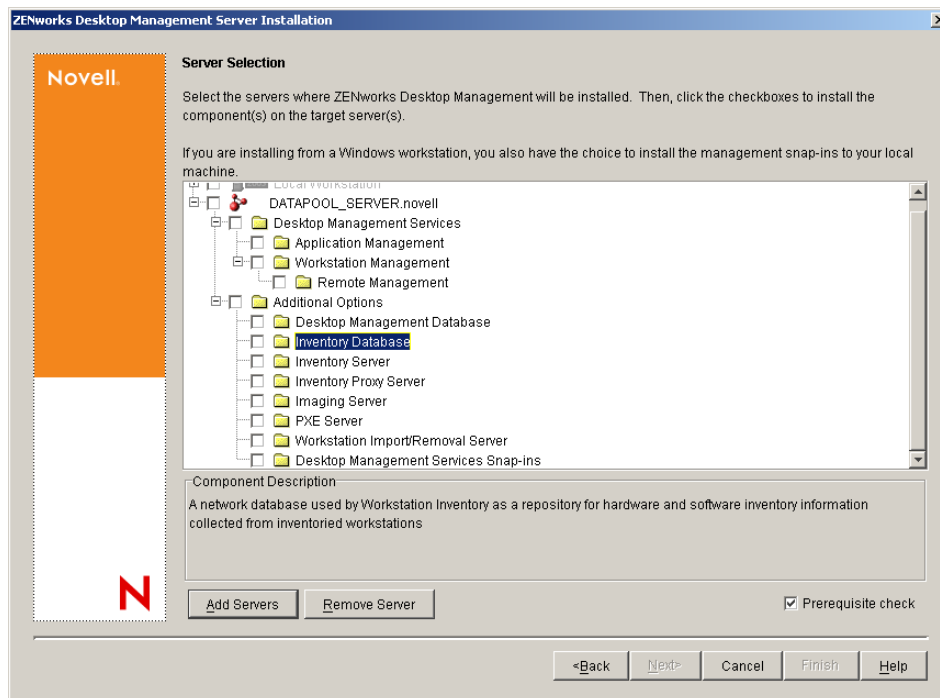 ZENworks Desktop Management Server Installation
Novell.
Server Selection
Select the servers where ZENworks Desktop Management will be installed. Then, click the checkboxes to install the
component(s) on the target server(s).
If you are installing from a Windows workstation, you also have the choice to install the management snap-ins to your local
machine.
Local Workstation
DATAPOOL_SERVER.novell
Desktop Management Services
Application Management
Workstation Management
Remote Management
Additional Options
Desktop Management Database
Inventory Database
Inventory Server
Inventory Proxy Server
Imaging Server
PXE Server
Workstation Import/Removal Server
Desktop Management Services Snap-ins
Component Description
A network database used by Workstation Inventory as a repository for hardware and software inventory information
collected from inventoried workstations
N
Add Servers
Remove Server
Prerequisite check
<Back
Next>
Cancel
Finish
Help